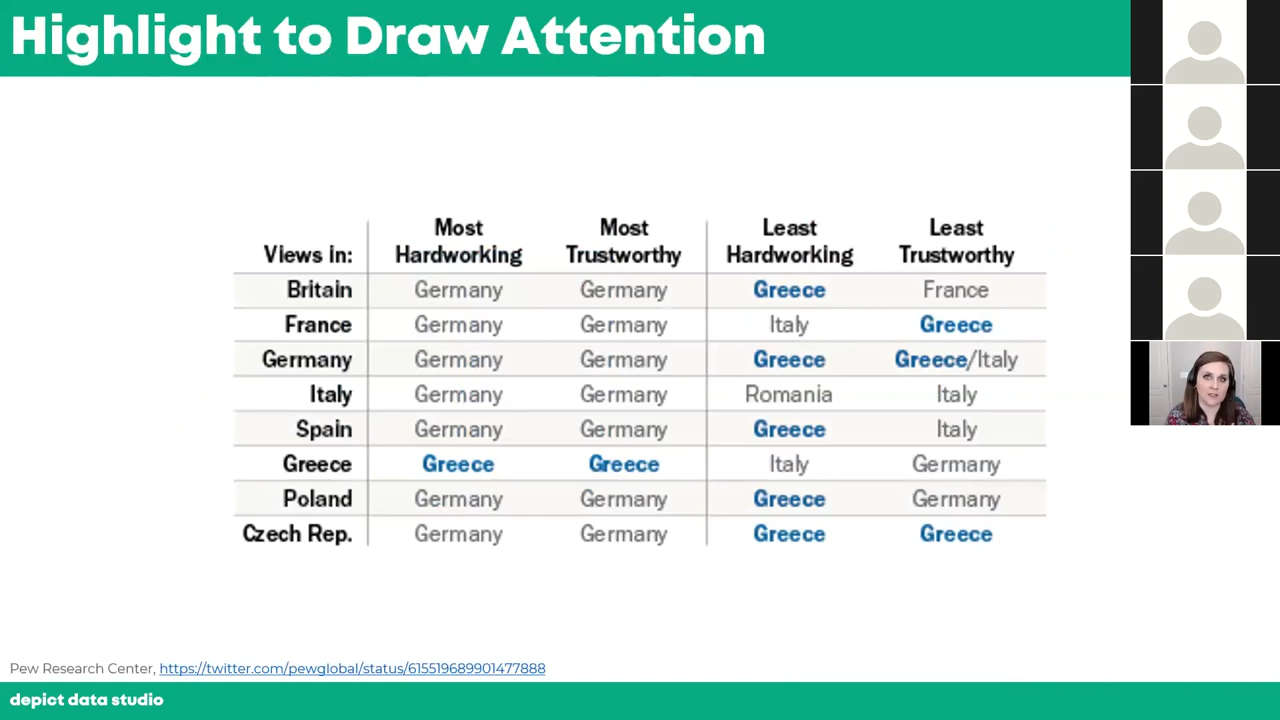 Highlight to Draw Attention
Views in: Most Hardworking Most Trustworthy Least Hardworking Least Trustworthy
Britain Germany Germany Greece France
France Germany Germany Italy Greece
Germany Germany Germany Greece Greece/Italy
Italy Germany Germany Romania Italy
Spain Germany Germany Greece Italy
Greece Greece Greece Italy Germany
Poland Germany Germany Greece Germany
Czech Rep. Germany Germany Greece Greece
Pew Research Center, https://twitter.com/pewglobal/status/615519689901477888
depict data studio